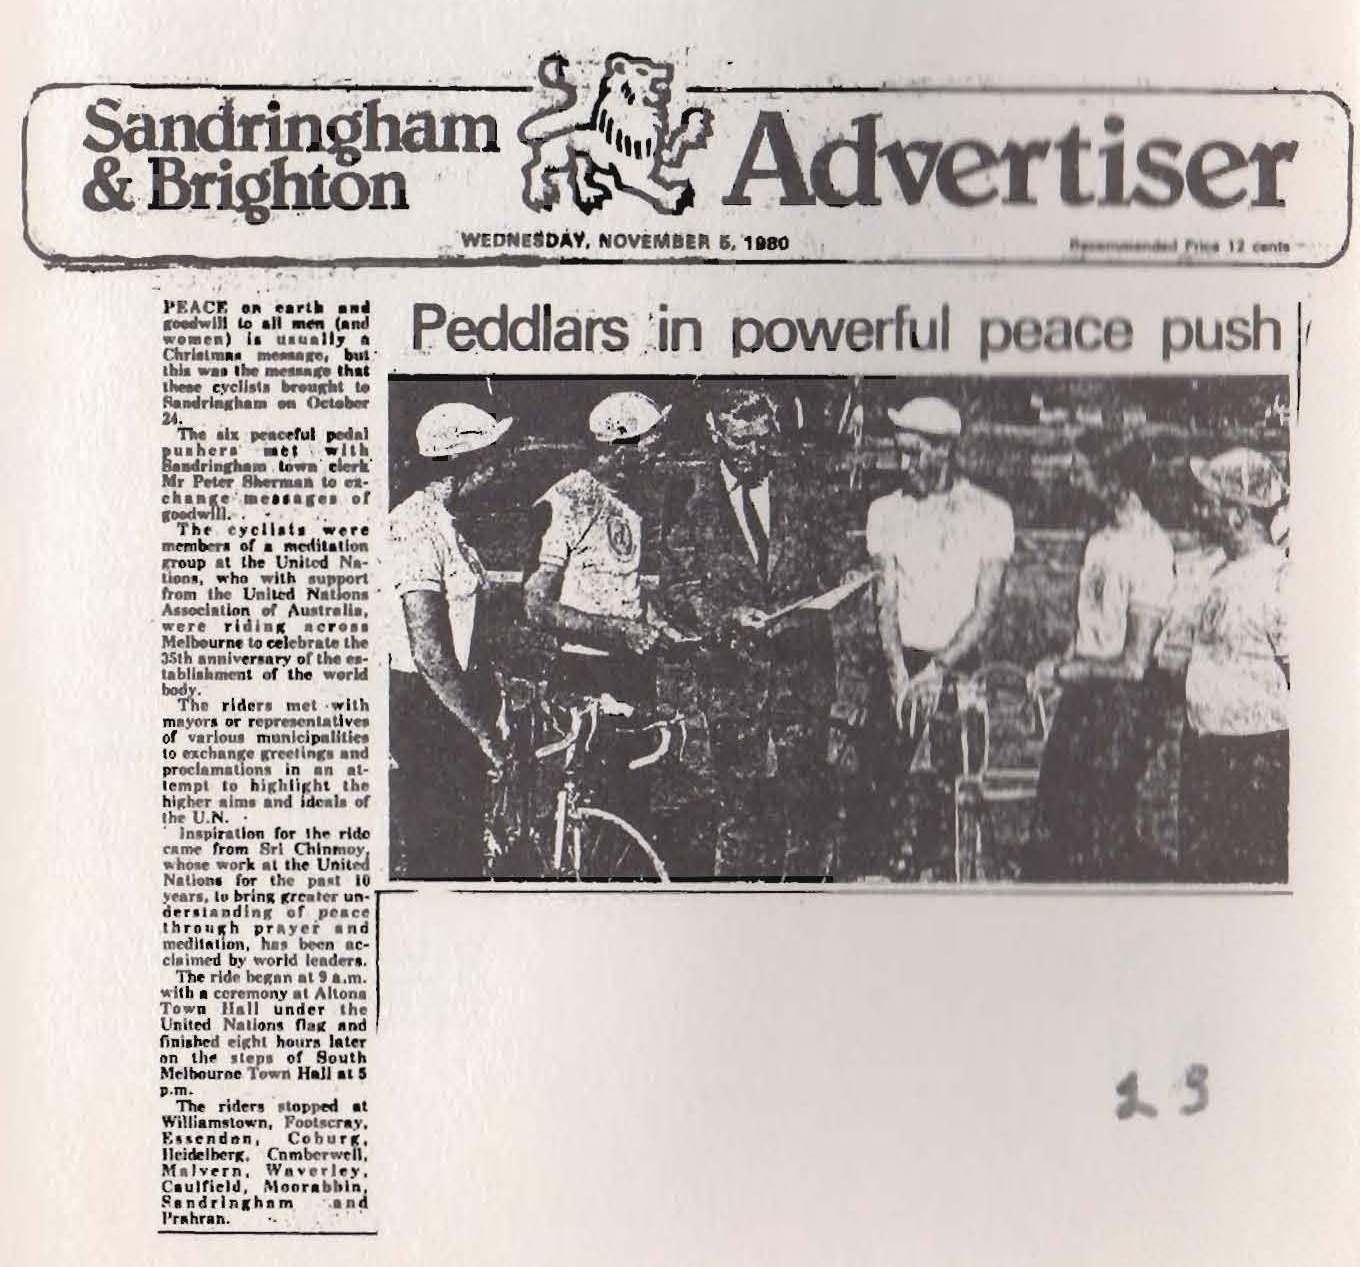 Sandringham
& Brighton
Advertiser
WEDNESDAY, NOVEMBER 5, 1980
Recommended Price 12 cents
Peddlars in powerful peace push
PEACE on earth and
goodwill to all men (and
women) is usually a
Christmas message, but
this was the message that
these cyclists brought to
Sandringham on October
24.
The six peaceful pedal
pushers met with
Sandringham town clerk
Mr Peter Sherman to ex-
change messages of
goodwill.
The cyclists were
members of a meditation
group at the United Na-
tions, who with support
from the United Nations
Association of Australia,
were riding across
Melbourne to celebrate the
35th anniversary of the es-
tablishment of the world
body.
The riders met with
mayors or representatives
of various municipalities
to exchange greetings and
proclamations in an at-
tempt to highlight the
higher aims and ideals of
the U.N.
Inspiration for the ride
came from Sri Chinmoy,
whose work at the United
Nations for the past 10
years, to bring greater un-
derstanding of peace
through prayer and
meditation, has been ac-
claimed by world leaders.
The ride began at 9 a.m.
with a ceremony at Altona
Town Hall under the
United Nations flag and
finished eight hours later
on the steps of South
Melbourne Town Hall at 5
p.m.
The riders stopped at
Williamstown, Footscray,
Essendon, Coburg,
Heidelberg, Camberwell,
Malvern, Waverley,
Caulfield, Moorabbin,
Sandringham and
Prahran.
23